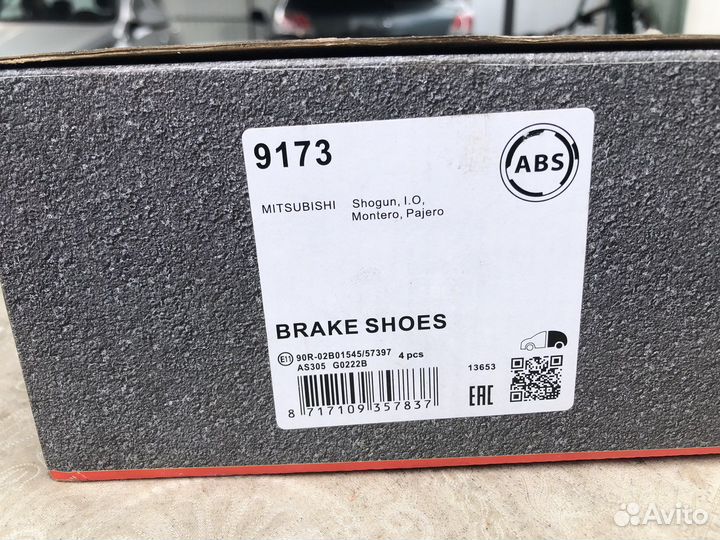 9173
ABS
MITSUBISHI Shogun, I.O,
Montero, Pajero
BRAKE SHOES
E11 90R-02B01545/57397 4 pcs
AS305 G0222B
13653
8 717109 357837
EAC
Avito